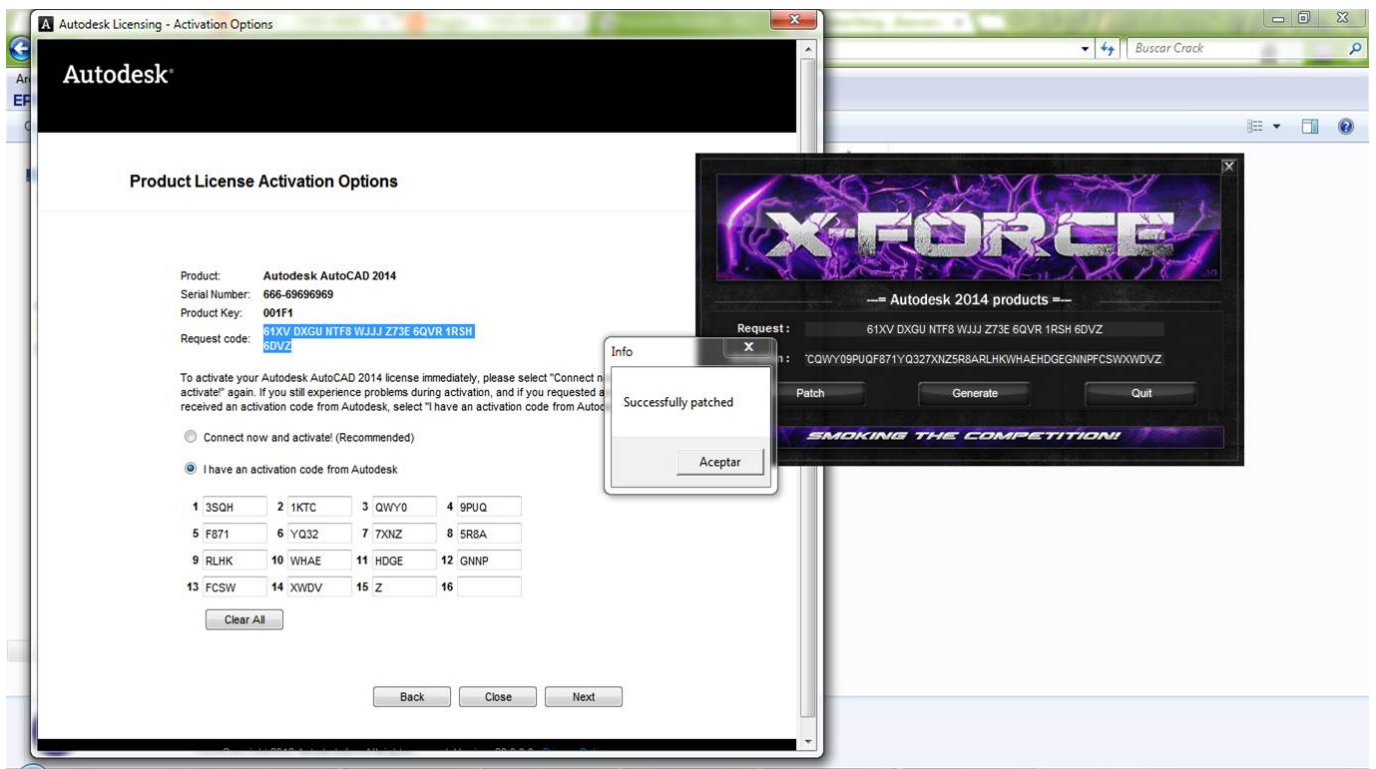 Autodesk Licensing - Activation Options
Buscar Crack
Autodesk
Product License Activation Options
Product: Autodesk AutoCAD 2014
Serial Number: 666-69696969
Product Key: 001F1
Request code: 61XV DXGU NTF8 WJJJ Z73E 6QVR 1RSH
6DVZ
To activate your Autodesk AutoCAD 2014 license immediately, please select "Connect
activate!" again. If you still experience problems during activation, and if you requested
received an activation code from Autodesk, select "I have an activation code from
Connect now and activate! (Recommended)
I have an activation code from Autodesk
1 3SQH 2 1KTC 3 QWY0 4 9PUQ
5 F871 6 YQ32 7 7XNZ 8 5R8A
9 RLHK 10 WHAE 11 HDGE 12 GNNP
13 FCSW 14 XWDV 15 Z 16
Clear All
Back Close Next
X-FORCE
---= Autodesk 2014 products =---
Request: 61XV DXGU NTF8 WJJJ Z73E 6QVR 1RSH 6DVZ
CQWY09PUQF871YQ327XNZ5R8ARLHKWHAEHDGEGNNPFCSWXWDVZ
Patch Generate Quit
SMOKING THE COMPETITION!
Info
Successfully patched
Aceptar